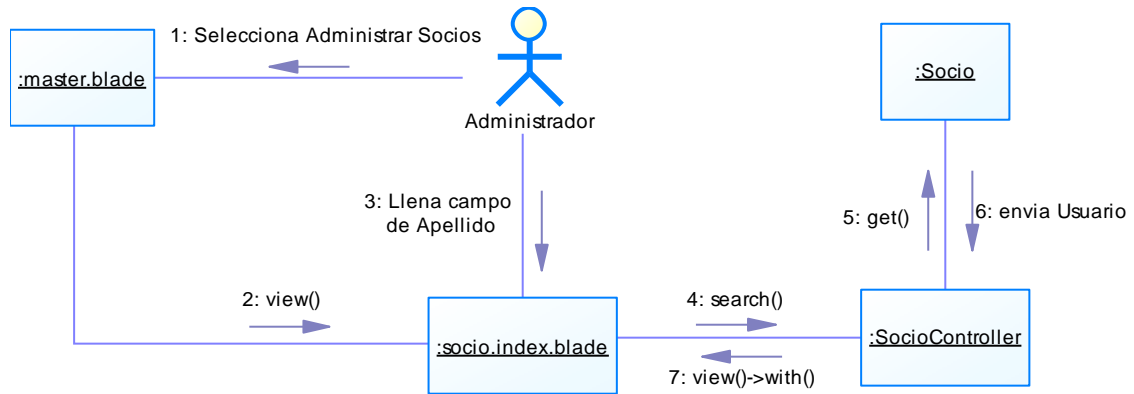 1: Selecciona Administrar Socios
:master.blade
:Socio
Administrador
3: Llena campo
de Apellido
5: get()
6: envia Usuario
2: view()
4: search()
:socio.index.blade
:SocioController
7: view()->with()